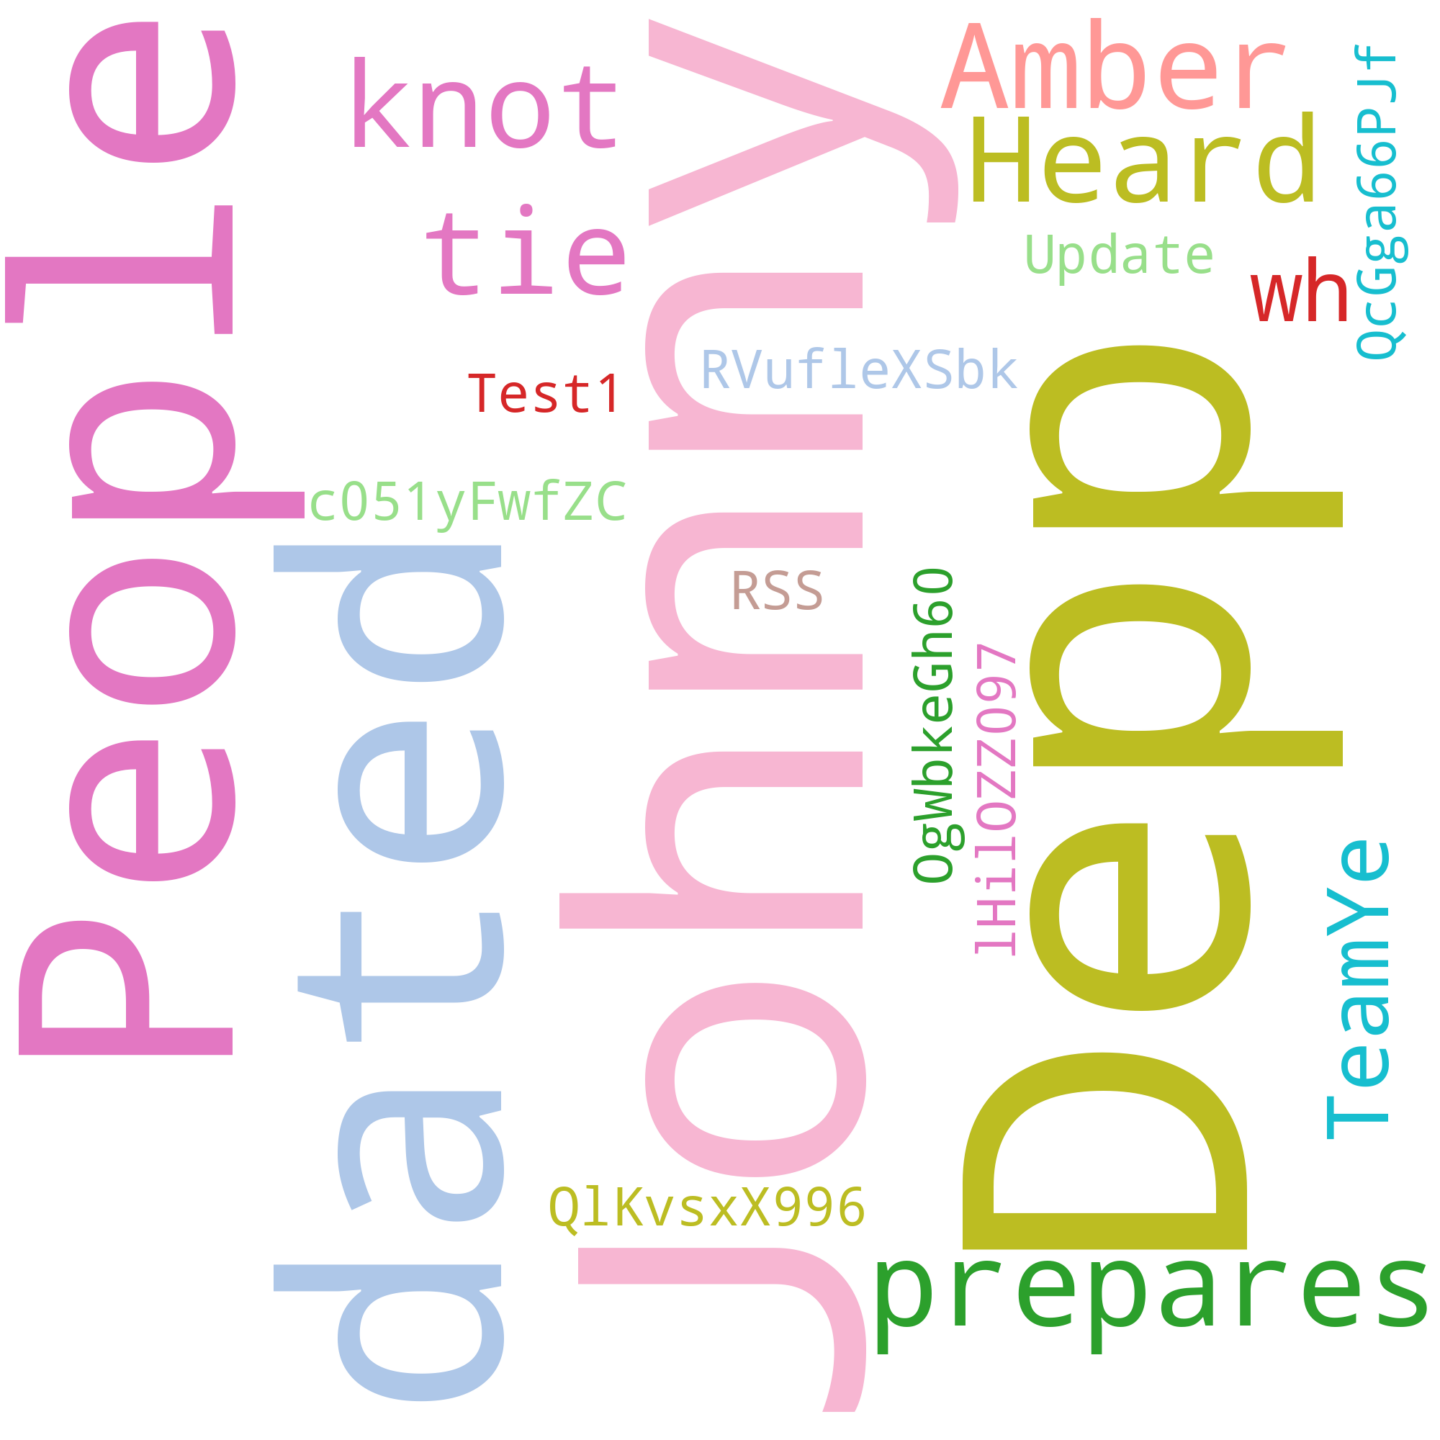 People
knot
tie
Johnny
Amber
Heard
QcGga66PJf
Update
wh
RVufleXSbk
Test1
c051yFwfZC
dated
Depp
RSS
OgWbkeGh60
lHilOZZO97
TeamYe
QlKvsxX996
prepares